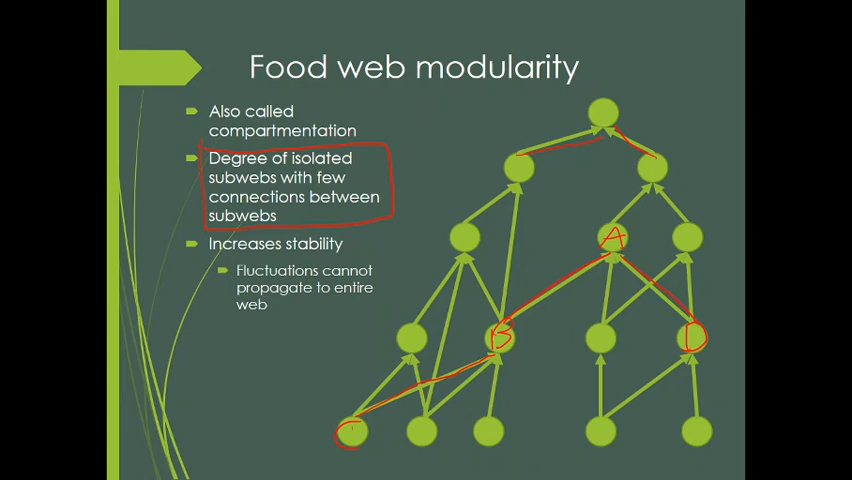 Food web modularity
Also called
compartmentation
Degree of isolated
subwebs with few
connections between
subwebs
Increases stability
Fluctuations cannot
propagate to entire
web
A
B
D
C